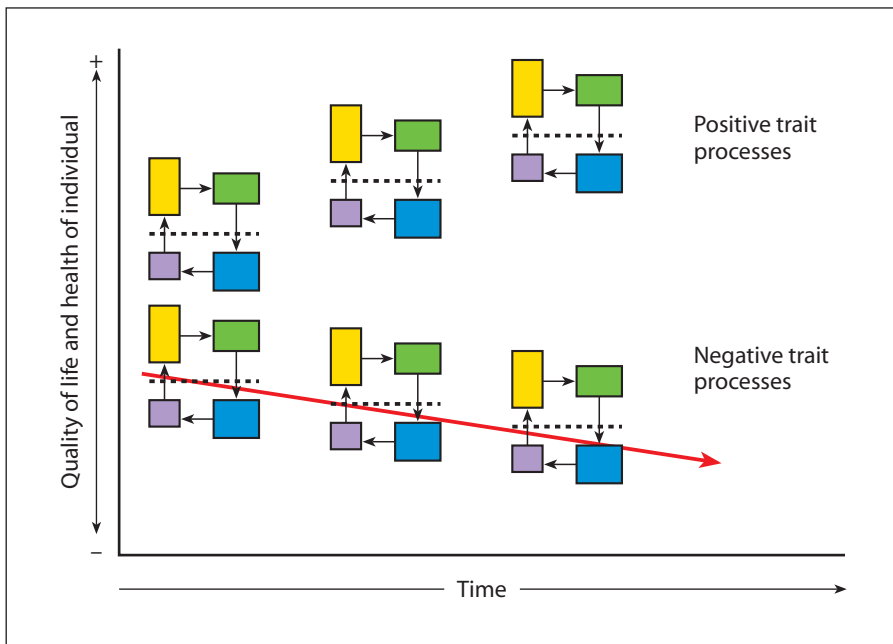 +
Quality of life and health of individual
–
Positive trait
processes
Negative trait
processes
Time